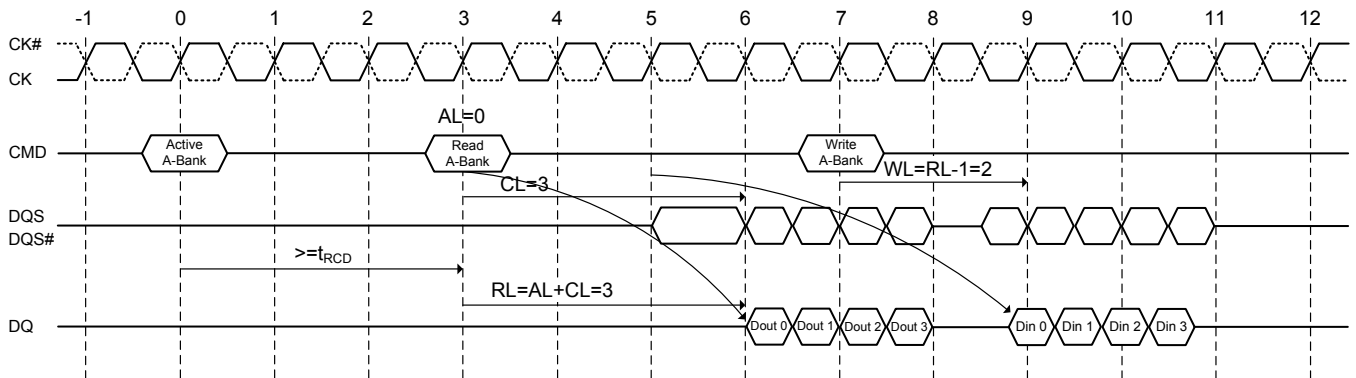 -1 0 1 2 3 4 5 6 7 8 9 10 11 12
CK#
CK
AL=0
CMD
Active
A-Bank
Read
A-Bank
Write
A-Bank
CL=3
WL=RL-1=2
DQS
DQS#
>=tRCD
RL=AL+CL=3
DQ
Dout 0 Dout 1 Dout 2 Dout 3 Din 0 Din 1 Din 2 Din 3